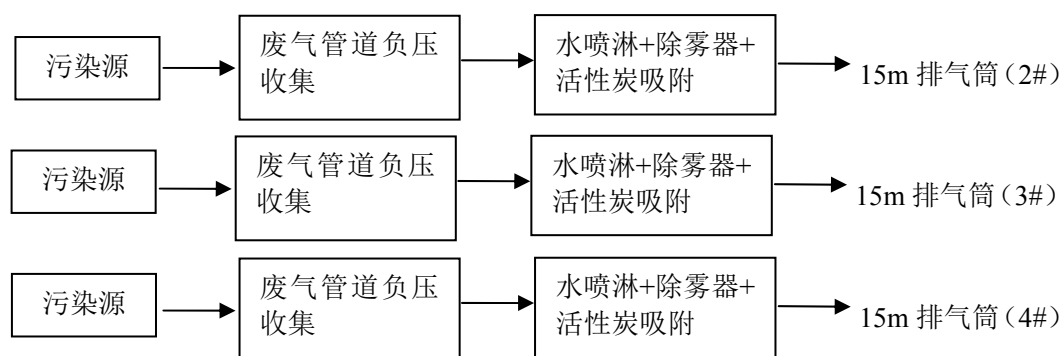 污染源
废气管道负压
收集
水喷淋+除雾器+
活性炭吸附
15m 排气筒（2#）
污染源
废气管道负压
收集
水喷淋+除雾器+
活性炭吸附
15m 排气筒（3#）
污染源
废气管道负压
收集
水喷淋+除雾器+
活性炭吸附
15m 排气筒（4#）